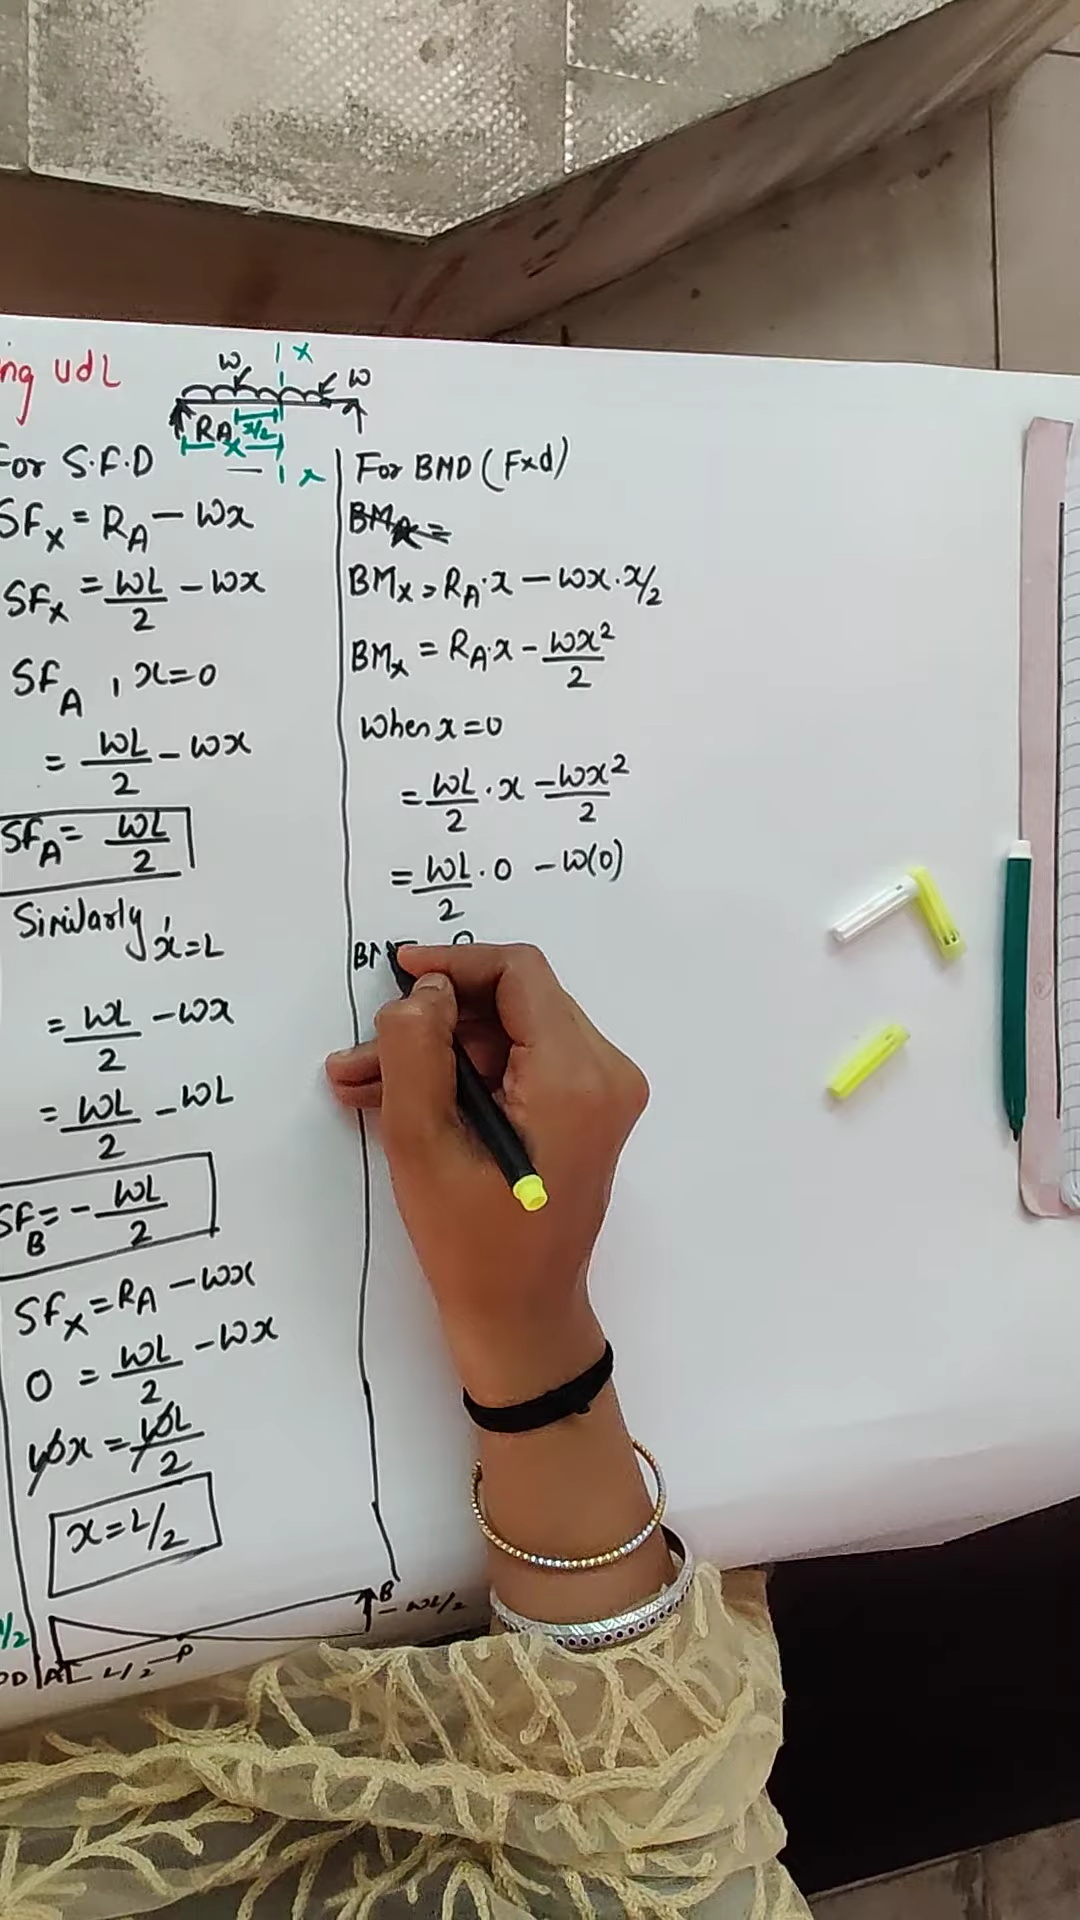 ng UdL
W
1 x
W
RA
x/2
x
1 x
For S.F.D
SFx = RA - Wx
SFx = WL/2 - Wx
SFA , x=0
= WL/2 - Wx
SFA = WL/2
Similarly, x=L
= WL/2 - Wx
= WL/2 - WL
SFB = - WL/2
SFx = RA - Wx
0 = WL/2 - Wx
Wx = WL/2
x = L/2
B
- WL/2
A
L/2
P
For BMD (Fxd)
BMx = RA·x - Wx·x/2
BMx = RA·x - Wx²/2
When x=0
= WL/2 · x - Wx²/2
= WL/2 · 0 - W(0)